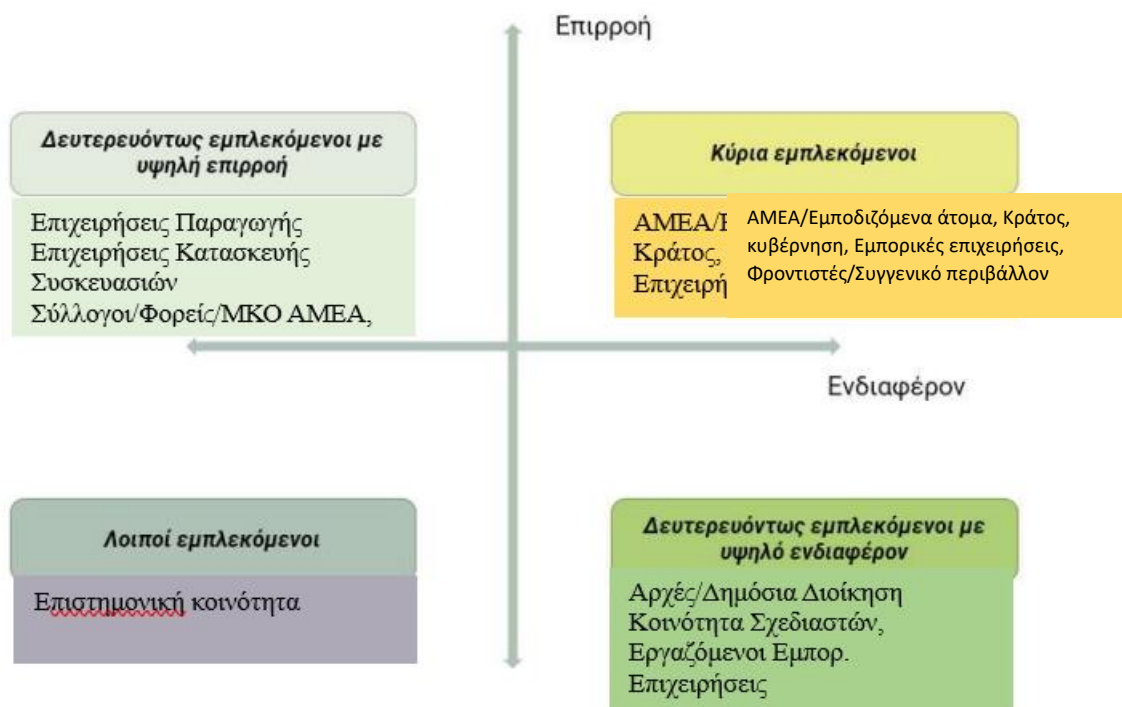 Επιρροή
Δευτερευόντως εμπλεκόμενοι με
υψηλή επιρροή
Επιχειρήσεις Παραγωγής
Επιχειρήσεις Κατασκευής
Συσκευασιών
Σύλλογοι/Φορείς/ΜΚΟ ΑΜΕΑ,
Κύρια εμπλεκόμενοι
ΑΜΕΑ/
Κράτος,
ΑΜΕΑ/Εμποδιζόμενα άτομα, Κράτος,
κυβέρνηση, Εμπορικές επιχειρήσεις,
Φροντιστές/Συγγενικό περιβάλλον
Ενδιαφέρον
Λοιποί εμπλεκόμενοι
Επιστημονική κοινότητα
Δευτερευόντως εμπλεκόμενοι με
υψηλό ενδιαφέρον
Αρχές/Δημόσια Διοίκηση
Κοινότητα Σχεδιαστών,
Εργαζόμενοι Εμπορ.
Επιχειρήσεις